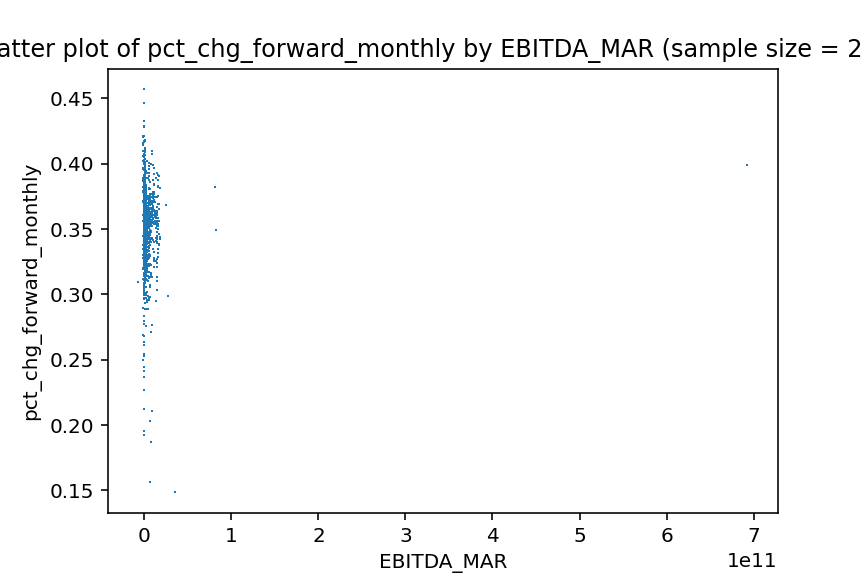 atter plot of pct_chg_forward_monthly by EBITDA_MAR (sample size = 2
0.45
0.40
0.35
0.30
0.25
0.20
0.15
pct_chg_forward_monthly
0 1 2 3 4 5 6 7
1e11
EBITDA_MAR